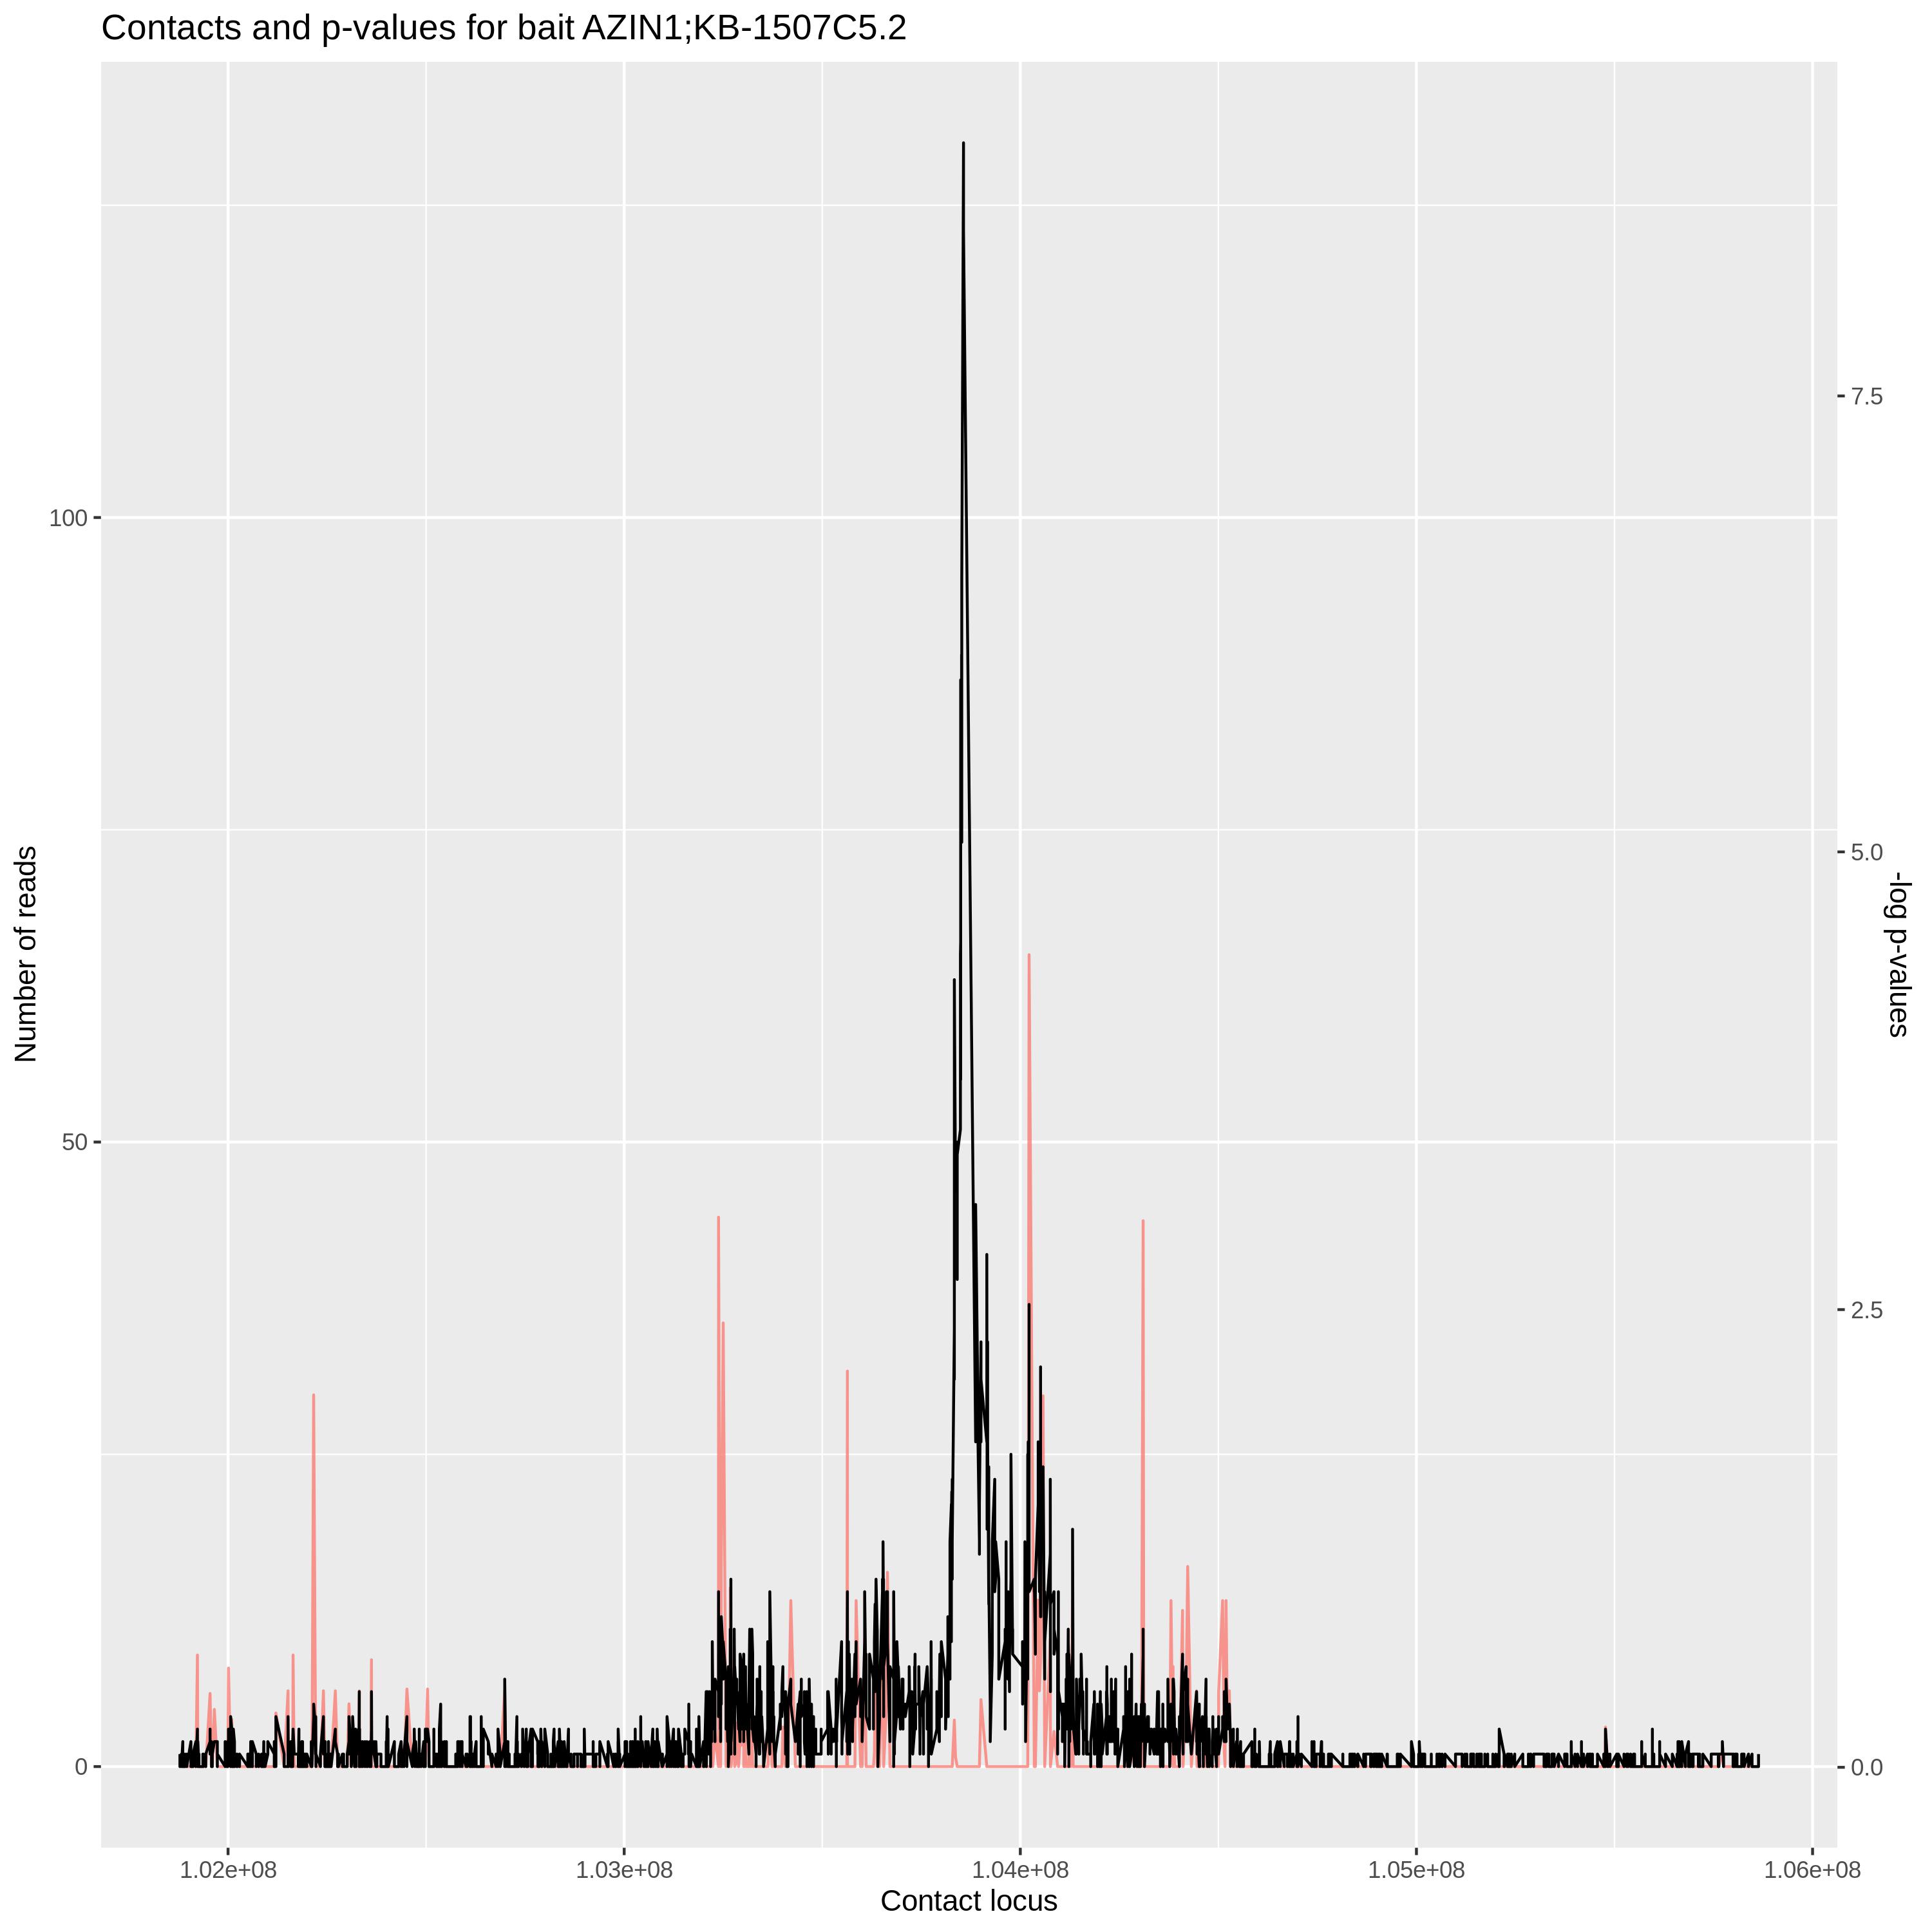 Contacts and p-values for bait AZIN1;KB-1507C5.2
100
50
0
Number of reads
7.5
5.0
2.5
0.0
-log p-values
1.02e+08
1.03e+08
1.04e+08
1.05e+08
1.06e+08
Contact locus